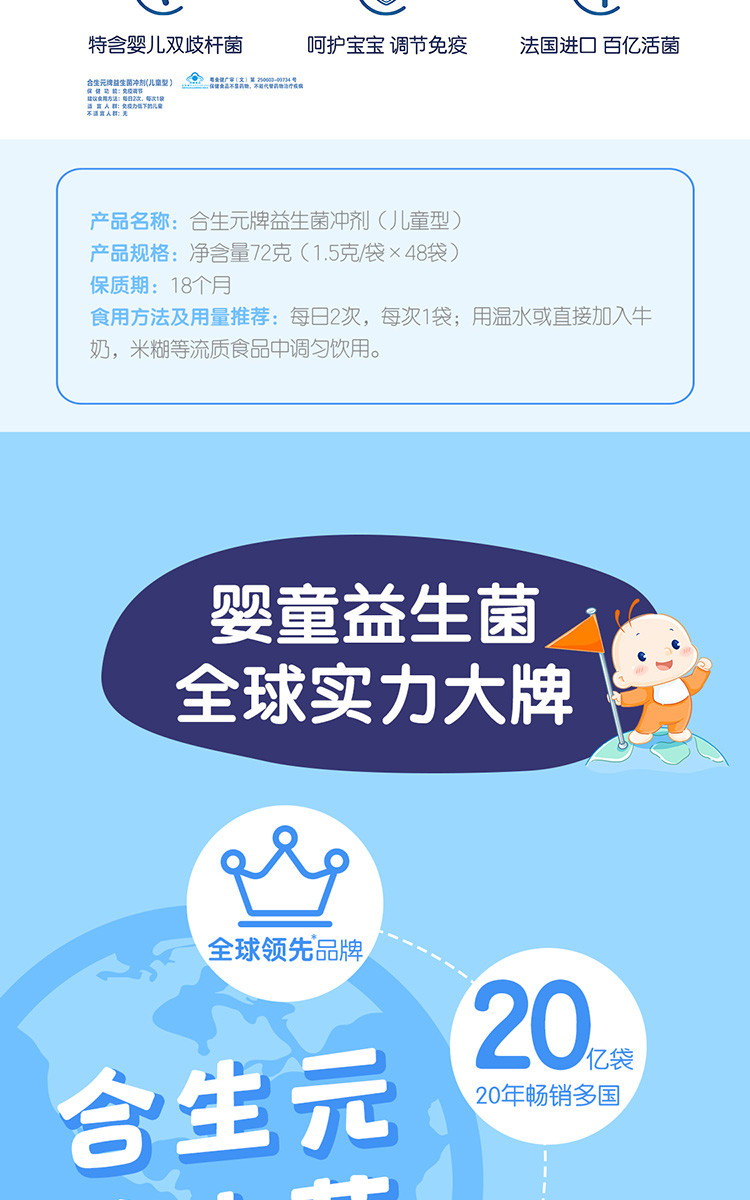 特含婴儿双歧杆菌
呵护宝宝 调节免疫
法国进口 百亿活菌
合生元牌益生菌冲剂(儿童型)
保健功能：免疫调节
建议食用方法：每日2次，每次1袋
适宜人群：免疫力低下的儿童
不适宜人群：无
粤食健广审（文）第 250603-09734 号
保健食品不是药物，不能代替药物治疗疾病
产品名称：合生元牌益生菌冲剂（儿童型）
产品规格：净含量72克（1.5克/袋×48袋）
保质期：18个月
食用方法及用量推荐：每日2次，每次1袋；用温水或直接加入牛
奶，米糊等流质食品中调匀饮用。
婴童益生菌
全球实力大牌
全球领先*品牌
20亿袋
20年畅销多国
合生元